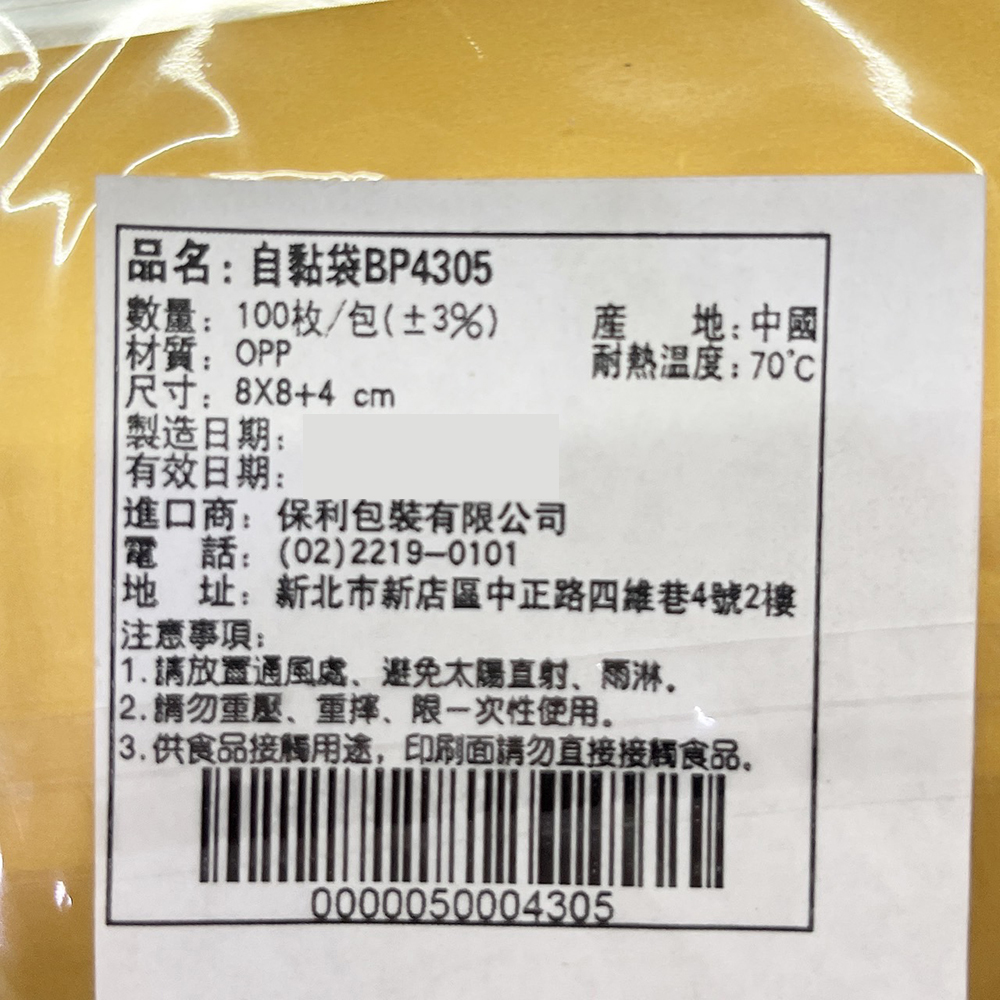 品名：自黏袋BP4305
數量：100枚/包(±3%) 產 地：中國
材質：OPP 耐熱溫度：70°C
尺寸：8X8+4 cm
製造日期：
有效日期：
進口商：保利包裝有限公司
電 話：(02)2219-0101
地 址：新北市新店區中正路四維巷4號2樓
注意事項：
1.請放置通風處、避免太陽直射、雨淋。
2.請勿重壓、重摔、限一次性使用。
3.供食品接觸用途，印刷面請勿直接接觸食品。
0000050004305